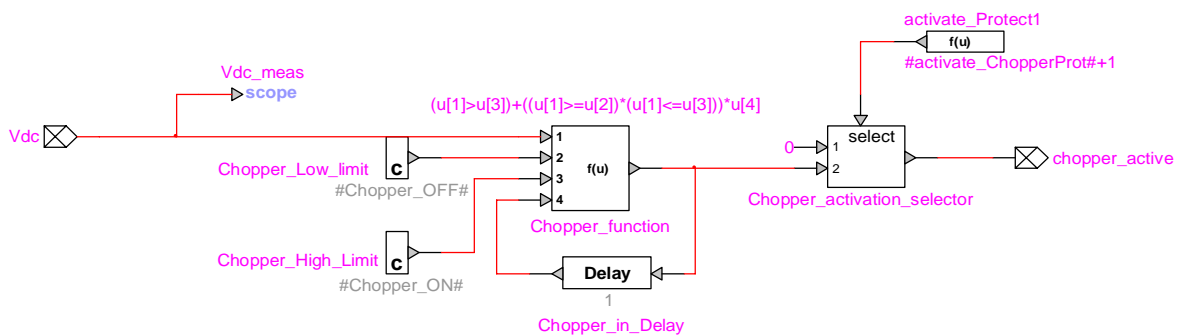 activate_Protect1
f(u)
#activate_ChopperProt#+1
Vdc_meas
scope
(u[1]>u[3])+((u[1]>=u[2])*(u[1]<=u[3]))*u[4]
Vdc
1
2
3
4
f(u)
Chopper_function
c
Chopper_Low_limit
#Chopper_OFF#
c
Chopper_High_Limit
#Chopper_ON#
Delay
1
Chopper_in_Delay
select
0
1
2
Chopper_activation_selector
chopper_active